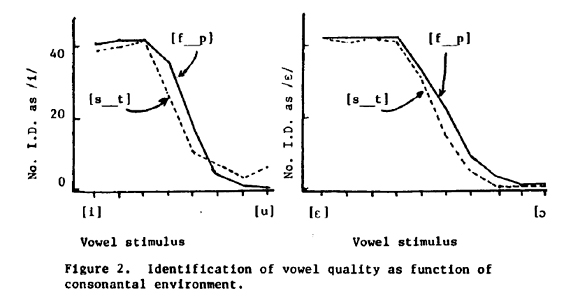 No. I.D. as /i/
40
20
0
[f__p}
[s__t]
[i]
[u]
Vowel stimulus
No. I.D. as /ɛ/
[f__p]
[s__t]
[ɛ]
[ɔ
Vowel stimulus
Figure 2. Identification of vowel quality as function of
consonantal environment.